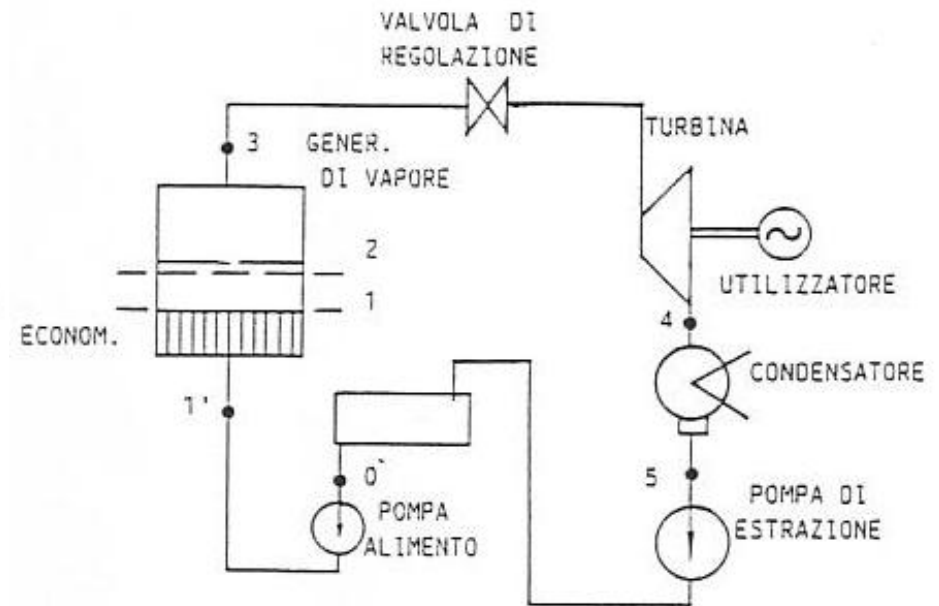 VALVOLA DI
REGOLAZIONE
3
GENER.
DI VAPORE
TURBINA
2
1
ECONOM.
UTILIZZATORE
4
CONDENSATORE
1'
0`
POMPA
ALIMENTO
5
POMPA DI
ESTRAZIONE